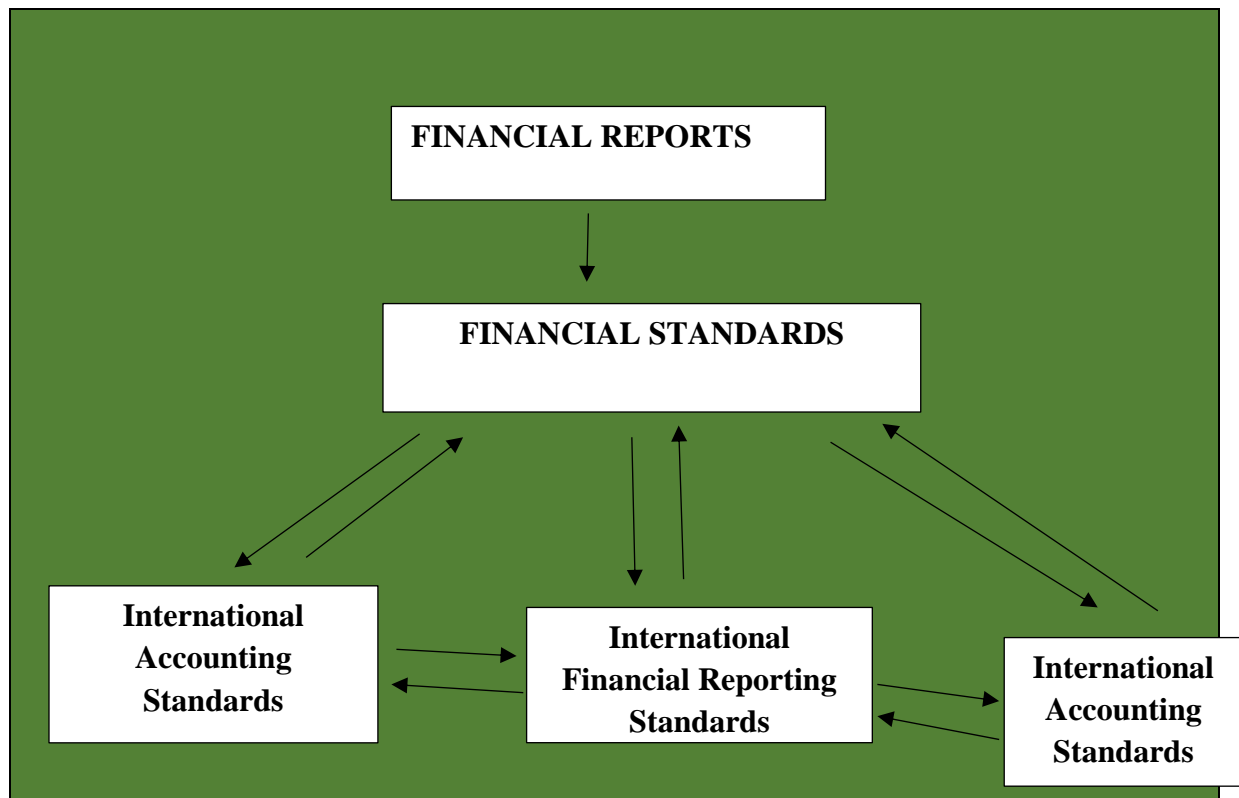 FINANCIAL REPORTS
FINANCIAL STANDARDS
International
Accounting
Standards
International
Financial Reporting
Standards
International
Accounting
Standards